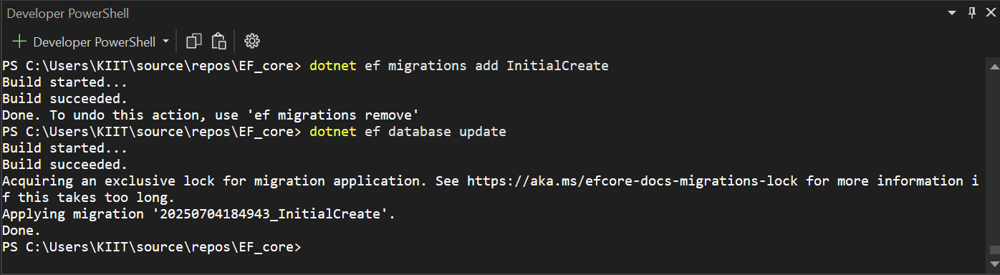 Developer PowerShell
Developer PowerShell
PS C:\Users\KIIT\source\repos\EF_core> dotnet ef migrations add InitialCreate
Build started...
Build succeeded.
Done. To undo this action, use 'ef migrations remove'
PS C:\Users\KIIT\source\repos\EF_core> dotnet ef database update
Build started...
Build succeeded.
Acquiring an exclusive lock for migration application. See https://aka.ms/efcore-docs-migrations-lock for more information i
f this takes too long.
Applying migration '20250704184943_InitialCreate'.
Done.
PS C:\Users\KIIT\source\repos\EF_core>